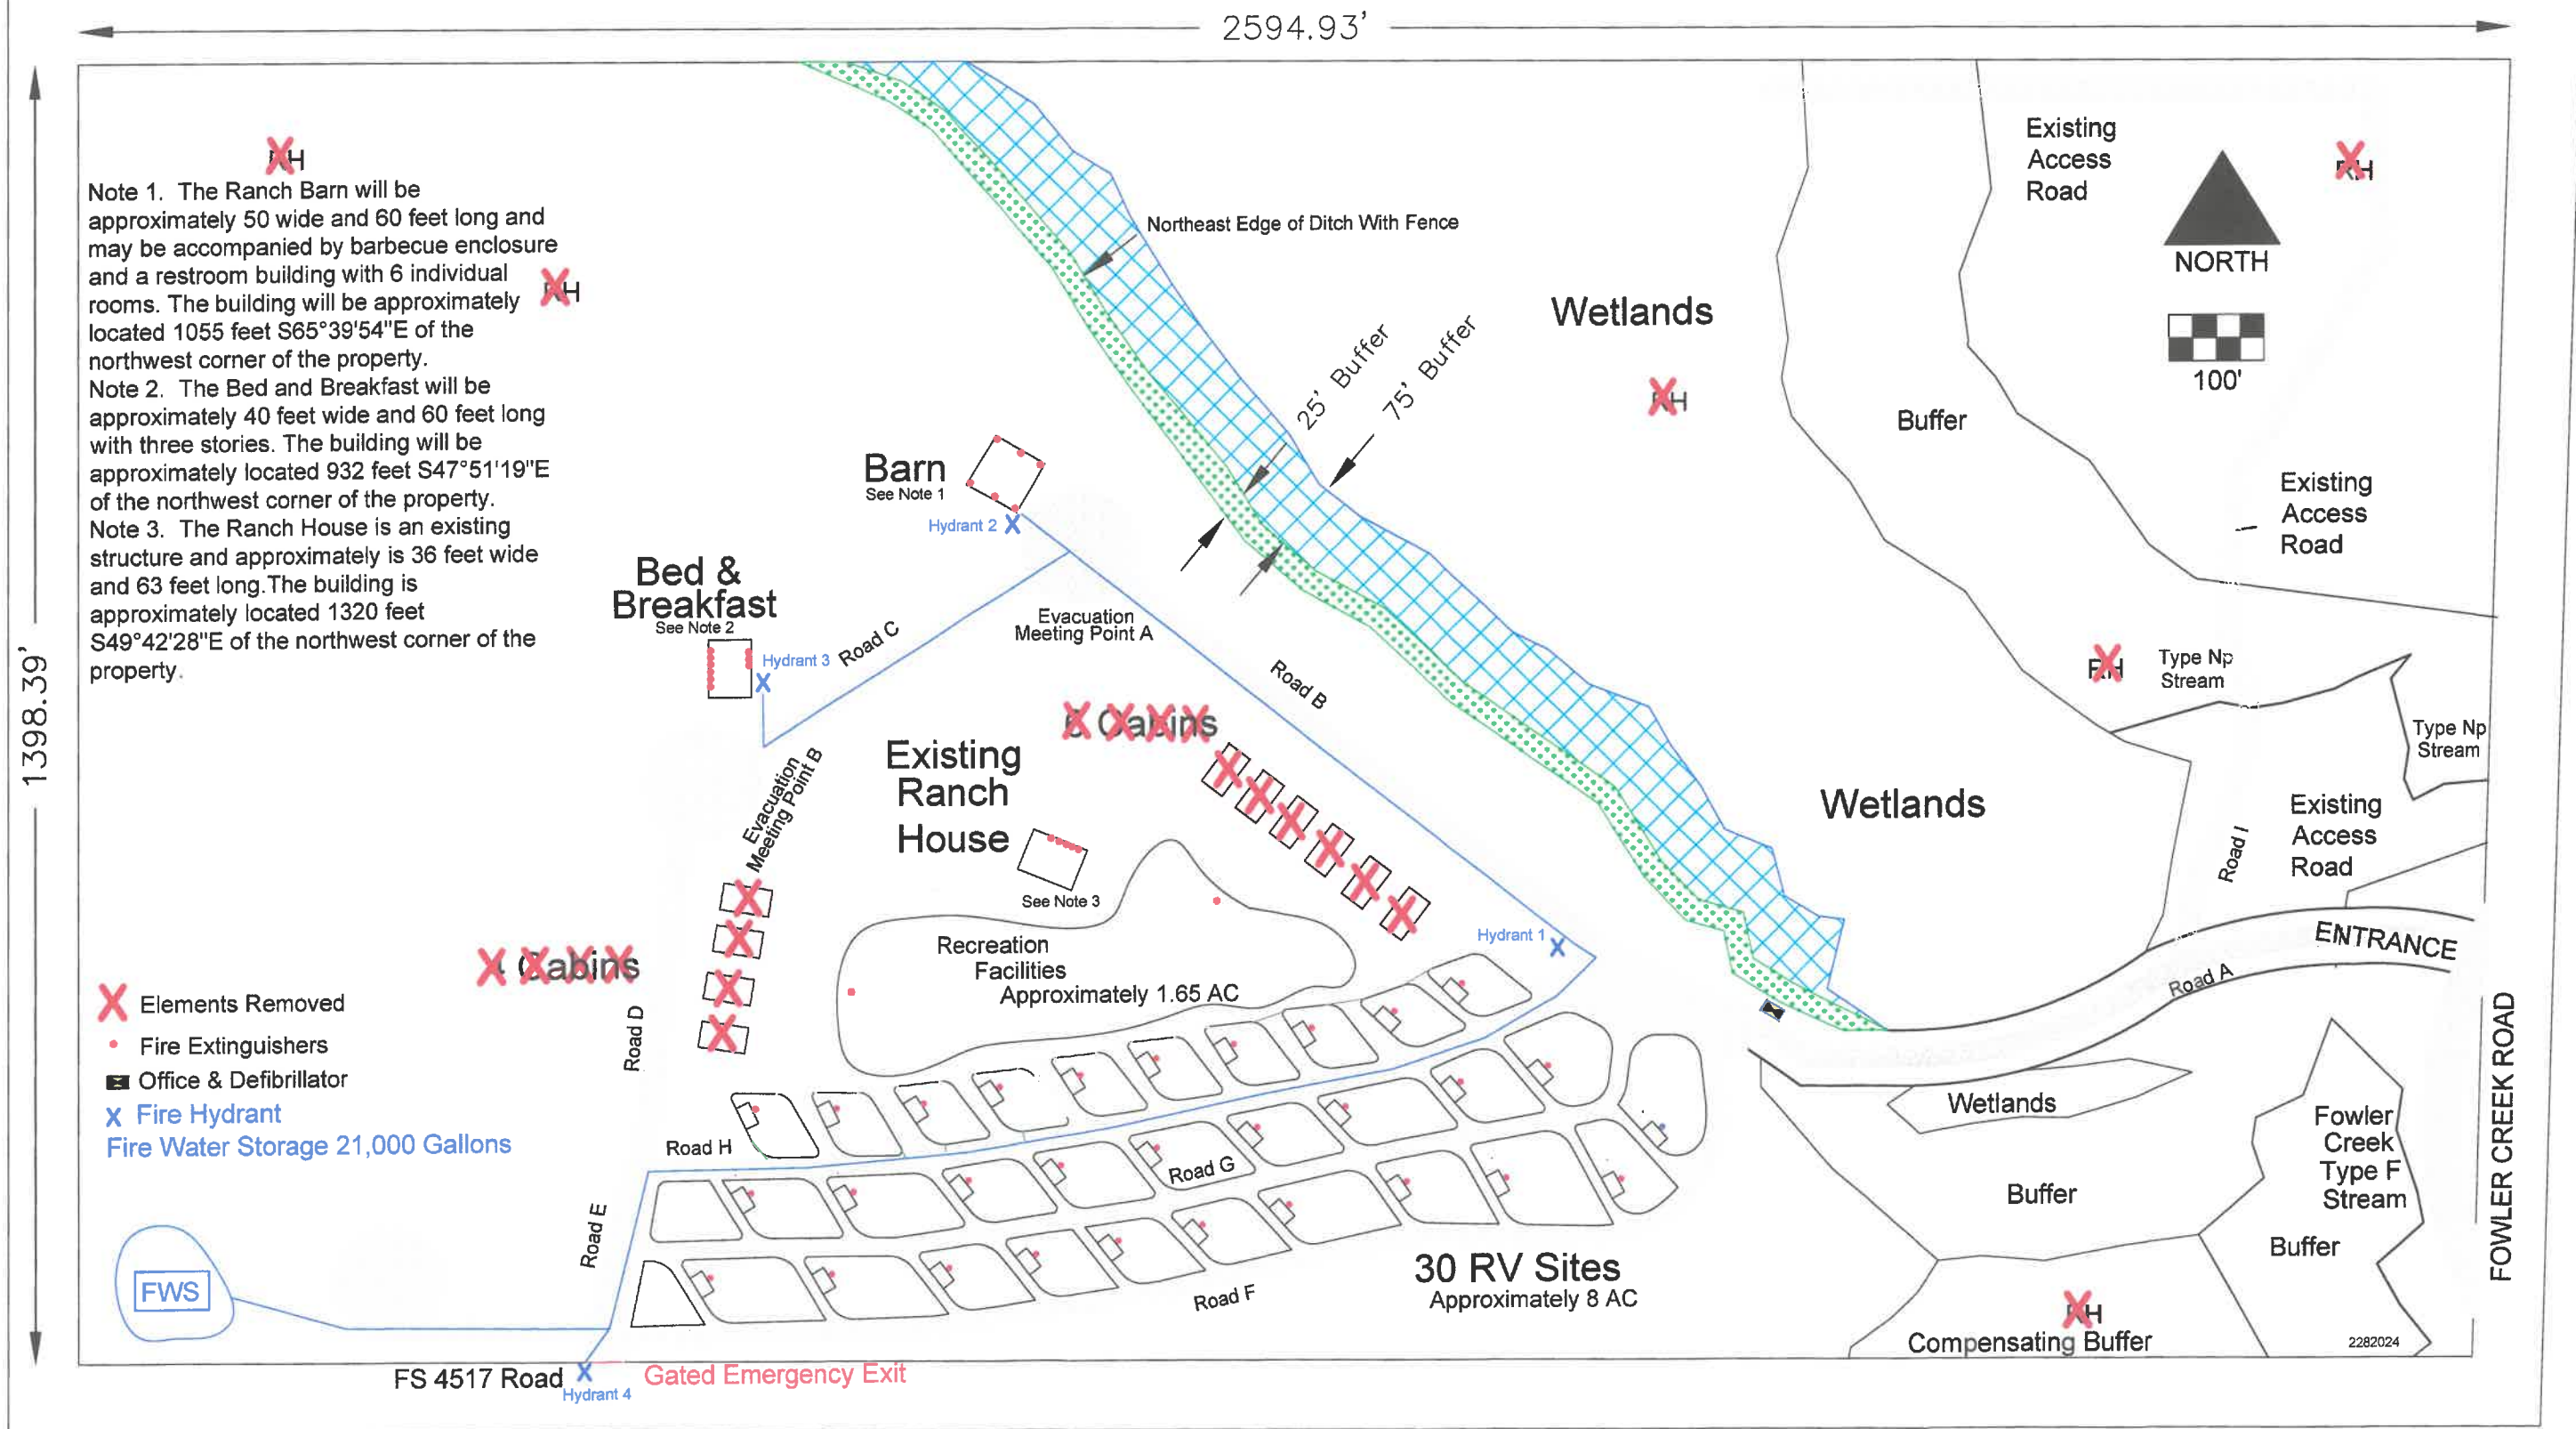 2594.93'
1398.39'
Note 1. The Ranch Barn will be
approximately 50 wide and 60 feet long and
may be accompanied by barbecue enclosure
and a restroom building with 6 individual
rooms. The building will be approximately
located 1055 feet S65°39'54"E of the
northwest corner of the property.
Note 2. The Bed and Breakfast will be
approximately 40 feet wide and 60 feet long
with three stories. The building will be
approximately located 932 feet S47°51'19"E
of the northwest corner of the property.
Note 3. The Ranch House is an existing
structure and approximately is 36 feet wide
and 63 feet long.The building is
approximately located 1320 feet
S49°42'28"E of the northwest corner of the
property.
Northeast Edge of Ditch With Fence
25' Buffer
75' Buffer
Wetlands
Existing
Access
Road
NORTH
100'
Buffer
Existing
Access
Road
Barn
See Note 1
Hydrant 2
Bed &
Breakfast
See Note 2
Hydrant 3
Road C
Evacuation
Meeting Point A
Road B
RH
Type Np
Stream
Type Np
Stream
Cabins
Existing
Ranch
House
See Note 3
Evacuation
Meeting Point B
Wetlands
Road I
Existing
Access
Road
ENTRANCE
Road A
Hydrant 1
Recreation
Facilities
Approximately 1.65 AC
Cabins
Road D
Elements Removed
Fire Extinguishers
Office & Defibrillator
X Fire Hydrant
Fire Water Storage 21,000 Gallons
Road H
Road G
Road E
Road F
FWS
30 RV Sites
Approximately 8 AC
Wetlands
Buffer
Fowler
Creek
Type F
Stream
Buffer
Compensating Buffer
2282024
FOWLER CREEK ROAD
FS 4517 Road
Hydrant 4
Gated Emergency Exit